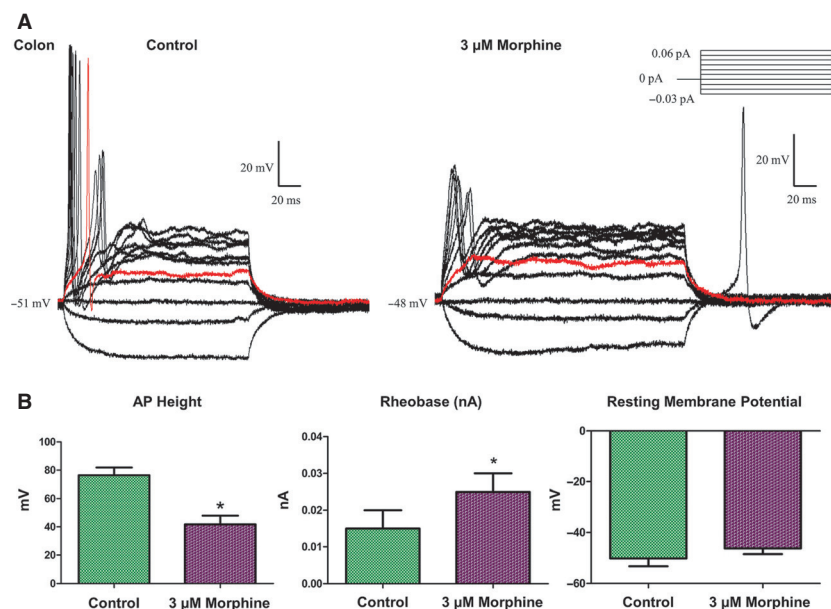 A
Colon
Control
3 µM Morphine
0.06 pA
0 pA
−0.03 pA
20 mV
20 ms
20 mV
20 ms
−51 mV
−48 mV
B
AP Height
Rheobase (nA)
Resting Membrane Potential
mV
100
80
60
40
20
0
*
Control
3 µM Morphine
nA
0.04
0.03
0.02
0.01
0.00
*
Control
3 µM Morphine
mV
0
−20
−40
−60
Control
3 µM Morphine